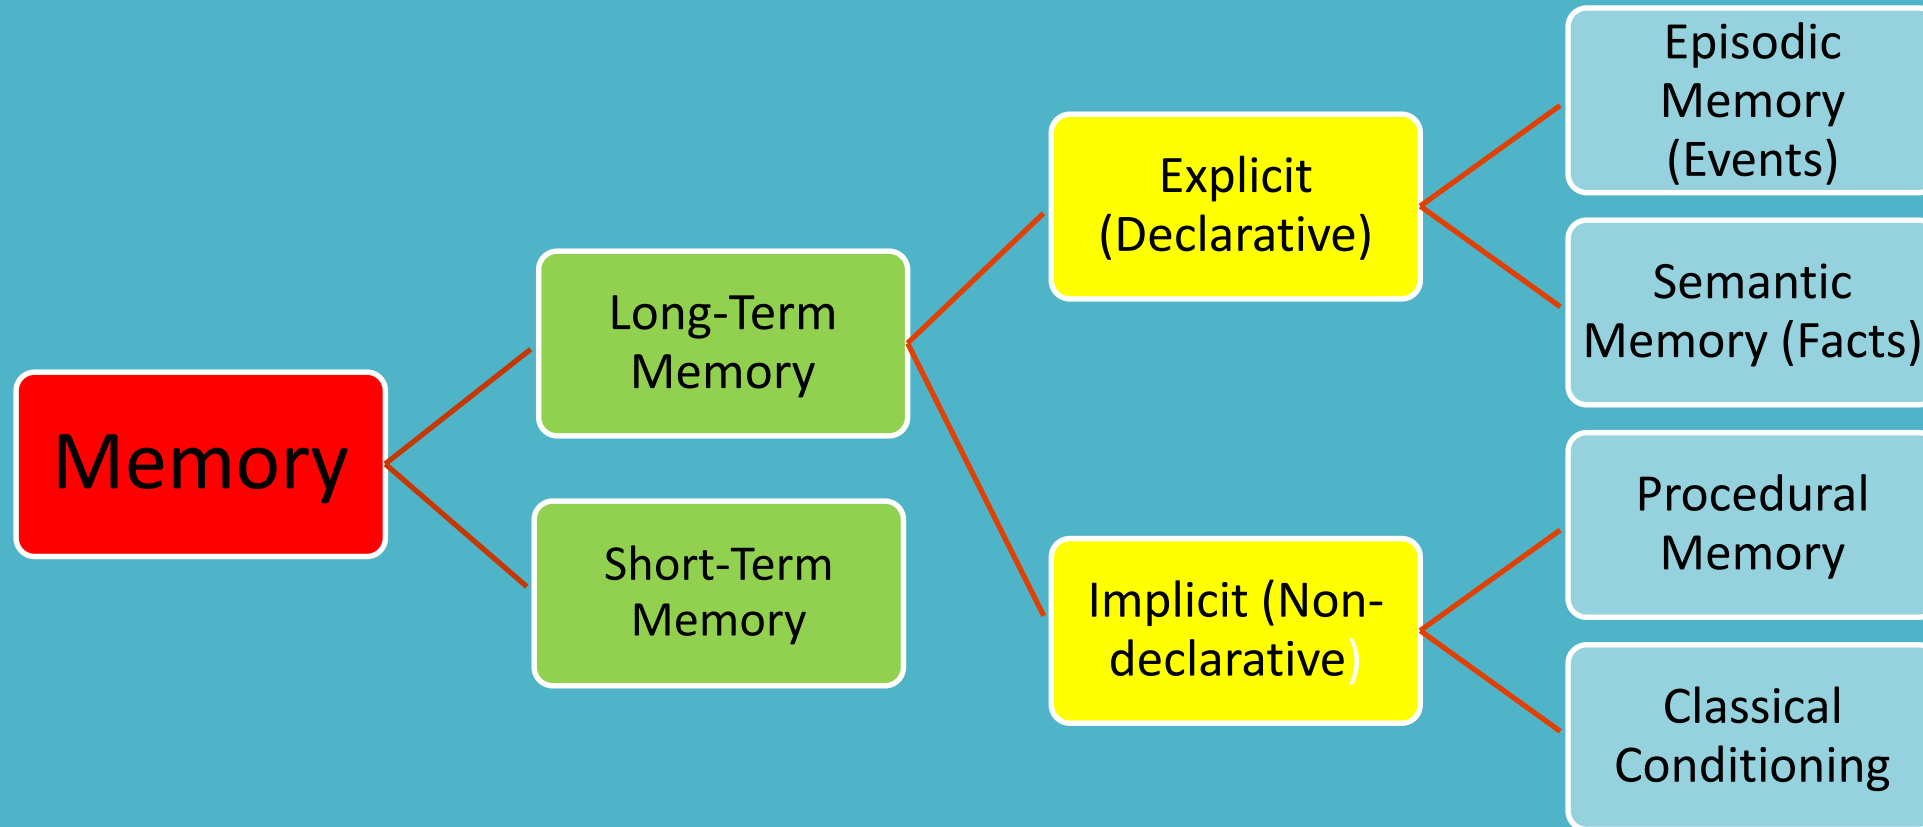 Memory
Long-Term
Memory
Short-Term
Memory
Explicit
(Declarative)
Implicit (Non-
declarative)
Episodic
Memory
(Events)
Semantic
Memory (Facts)
Procedural
Memory
Classical
Conditioning